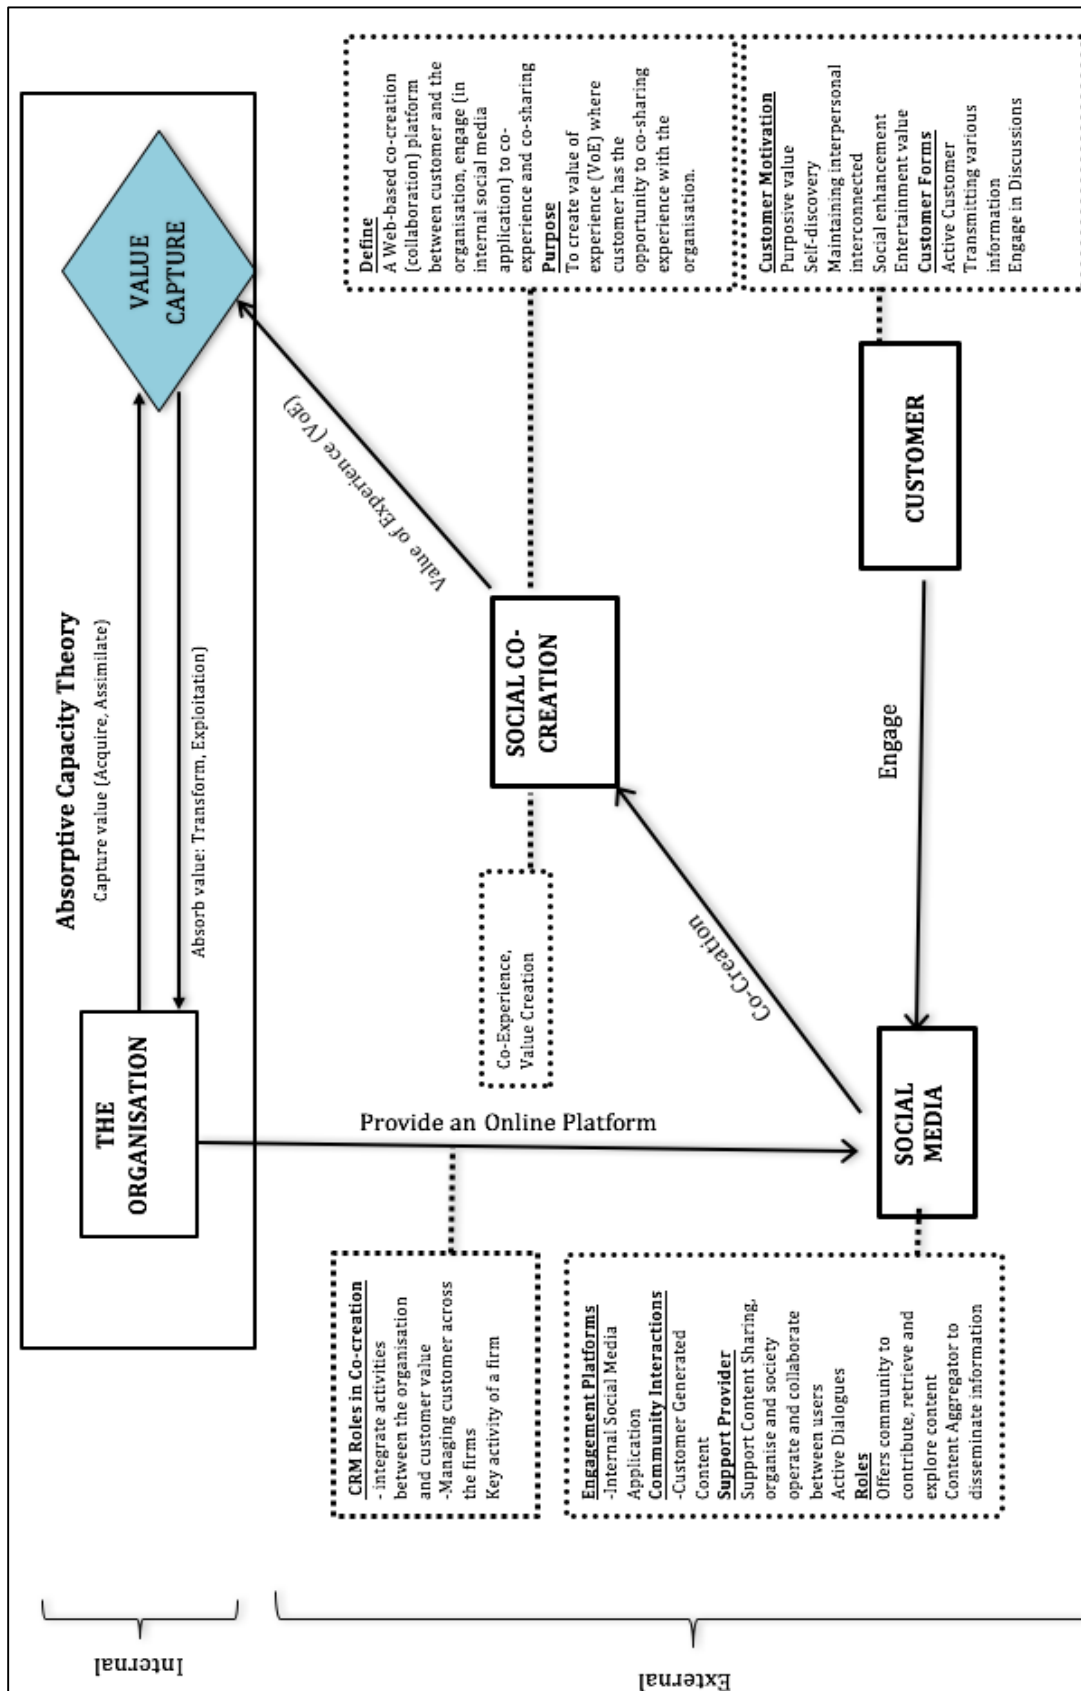 Internal
External
Absorptive Capacity Theory
Capture value (Acquire, Assimilate)
Absorb value: Transform, Exploitation)
THE
ORGANISATION
VALUE
CAPTURE
CRM Roles in Co-creation
- integrate activities
between the organisation
and customer value
-Managing customer across
the firms
Key activity of a firm
Provide an Online Platform
Co-Experience,
Value Creation
SOCIAL CO-
CREATION
Value of Experience (VoE)
Define
A Web-based co-creation
(collaboration) platform
between customer and the
organisation, engage (in
internal social media
application) to co-
experience and co-sharing
Purpose
To create value of
experience (VoE) where
customer has the
opportunity to co-sharing
experience with the
organisation.
Engagement Platforms
-Internal Social Media
Application
Community Interactions
-Customer Generated
Content
Support Provider
Support Content Sharing,
organise and society
operate and collaborate
between users
Active Dialogues
Roles
Offers community to
contribute, retrieve and
explore content
Content Aggregator to
disseminate information
SOCIAL
MEDIA
Co-Creation
Engage
CUSTOMER
Customer Motivation
Purposive value
Self-discovery
Maintaining interpersonal
interconnected
Social enhancement
Entertainment value
Customer Forms
Active Customer
Transmitting various
information
Engage in Discussions